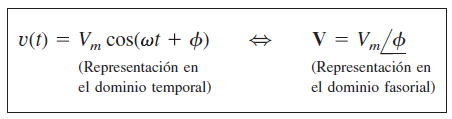 v(t) = V_m cos(ωt + ϕ) ⇔ V = V_m/ϕ
(Representación en (Representación en
el dominio temporal) el dominio fasorial)